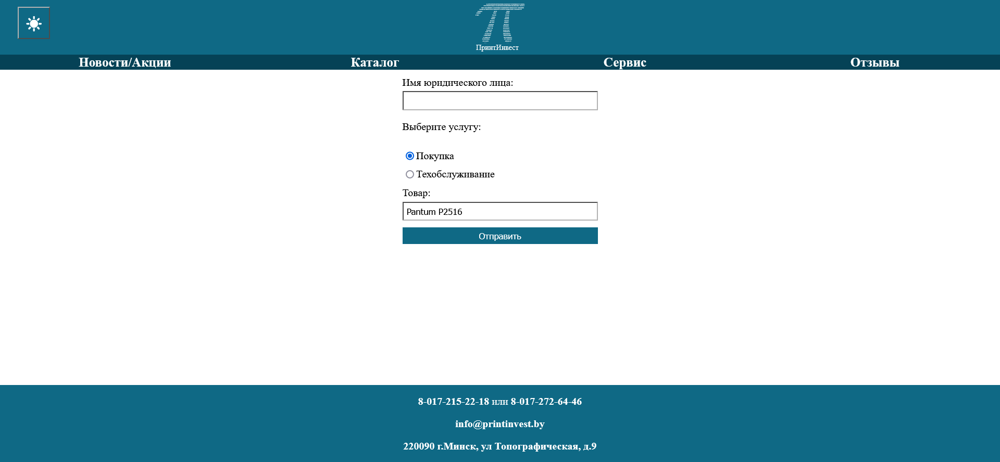 ПринтИнвест
Новости/Акции Каталог Сервис Отзывы
Имя юридического лица:
Выберите услугу:
Покупка
Техобслуживание
Товар:
Pantum P2516
Отправить
8-017-215-22-18 или 8-017-272-64-46
info@printinvest.by
220090 г.Минск, ул Топографическая, д.9